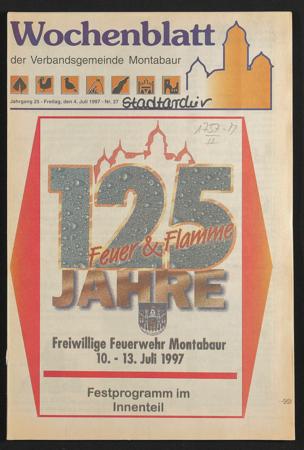 Wochenblatt
der Verbandsgemeinde Montabaur
Jahrgang 25 - Freitag, den 4. Juli 1997 - Nr. 27
Stadtarchiv
125
Feuer & Flamme
JAHRE
Freiwillige Feuerwehr Montabaur
10. - 13. Juli 1997
Festprogramm im
Innenteil